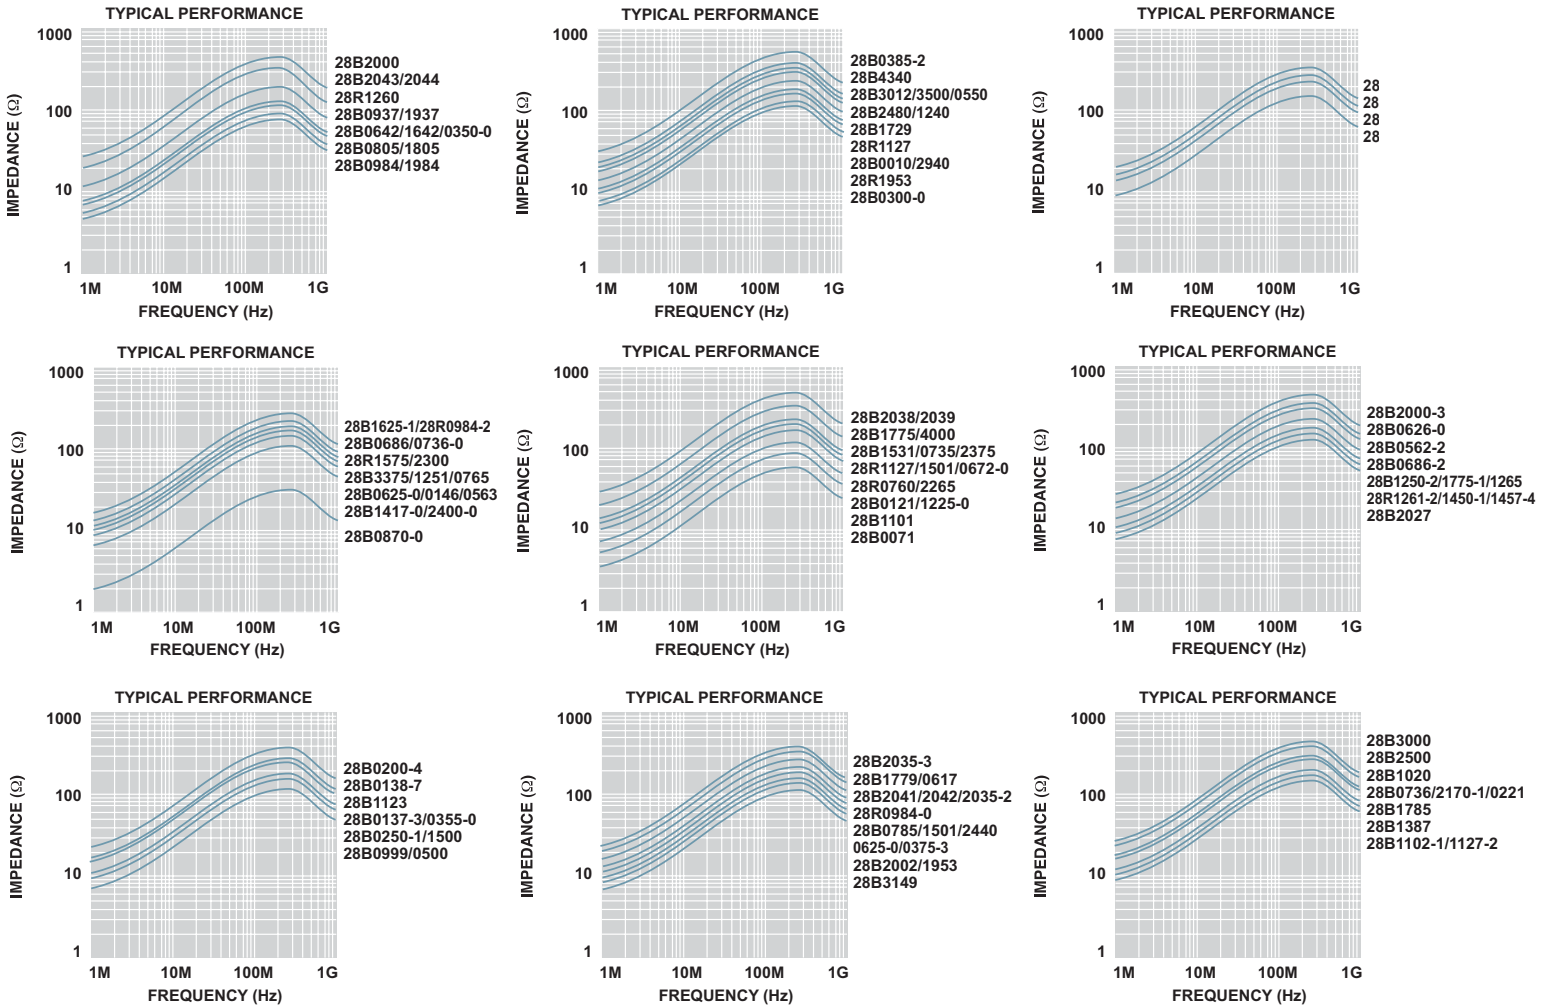 TYPICAL PERFORMANCE
1000
100
10
1
1M
10M
100M
1G
IMPEDANCE (Ω)
FREQUENCY (Hz)
28B2000
28B2043/2044
28R1260
28B0937/1937
28B0642/1642/0350-0
28B0805/1805
28B0984/1984
TYPICAL PERFORMANCE
1000
100
10
1
1M
10M
100M
1G
IMPEDANCE (Ω)
FREQUENCY (Hz)
28B0385-2
28B4340
28B3012/3500/0550
28B2480/1240
28B1729
28R1127
28B0010/2940
28R1953
28B0300-0
TYPICAL PERFORMANCE
1000
100
10
1
1M
10M
100M
1G
IMPEDANCE (Ω)
FREQUENCY (Hz)
28
28
28
28
TYPICAL PERFORMANCE
1000
100
10
1
1M
10M
100M
1G
IMPEDANCE (Ω)
FREQUENCY (Hz)
28B1625-1/28R0984-2
28B0686/0736-0
28R1575/2300
28B3375/1251/0765
28B0625-0/0146/0563
28B1417-0/2400-0
28B0870-0
TYPICAL PERFORMANCE
1000
100
10
1
1M
10M
100M
1G
IMPEDANCE (Ω)
FREQUENCY (Hz)
28B2038/2039
28B1775/4000
28B1531/0735/2375
28R1127/1501/0672-0
28R0760/2265
28B0121/1225-0
28B1101
28B0071
TYPICAL PERFORMANCE
1000
100
10
1
1M
10M
100M
1G
IMPEDANCE (Ω)
FREQUENCY (Hz)
28B2000-3
28B0626-0
28B0562-2
28B0686-2
28B1250-2/1775-1/1265
28R1261-2/1450-1/1457-4
28B2027
TYPICAL PERFORMANCE
1000
100
10
1
1M
10M
100M
1G
IMPEDANCE (Ω)
FREQUENCY (Hz)
28B0200-4
28B0138-7
28B1123
28B0137-3/0355-0
28B0250-1/1500
28B0999/0500
TYPICAL PERFORMANCE
1000
100
10
1
1M
10M
100M
1G
IMPEDANCE (Ω)
FREQUENCY (Hz)
28B2035-3
28B1779/0617
28B2041/2042/2035-2
28R0984-0
28B0785/1501/2440
0625-0/0375-3
28B2002/1953
28B3149
TYPICAL PERFORMANCE
1000
100
10
1
1M
10M
100M
1G
IMPEDANCE (Ω)
FREQUENCY (Hz)
28B3000
28B2500
28B1020
28B0736/2170-1/0221
28B1785
28B1387
28B1102-1/1127-2